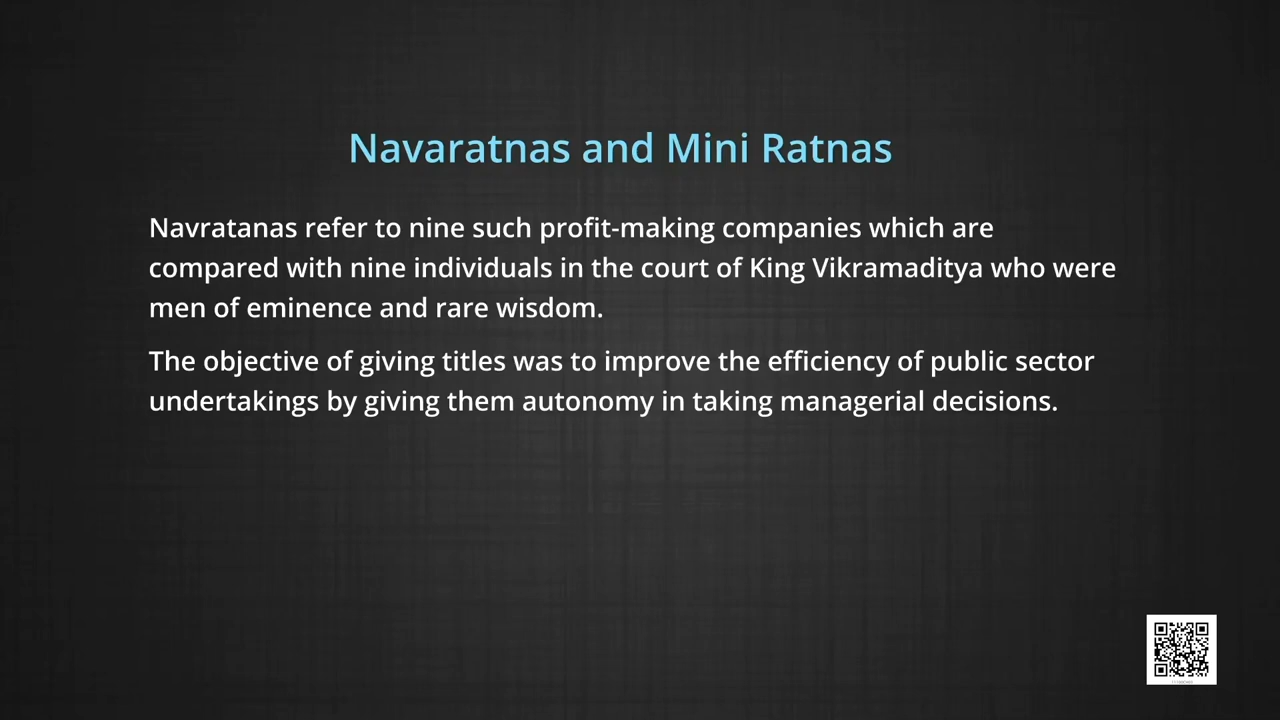 Navaratnas and Mini Ratnas
Navratanas refer to nine such profit-making companies which are
compared with nine individuals in the court of King Vikramaditya who were
men of eminence and rare wisdom.
The objective of giving titles was to improve the efficiency of public sector
undertakings by giving them autonomy in taking managerial decisions.